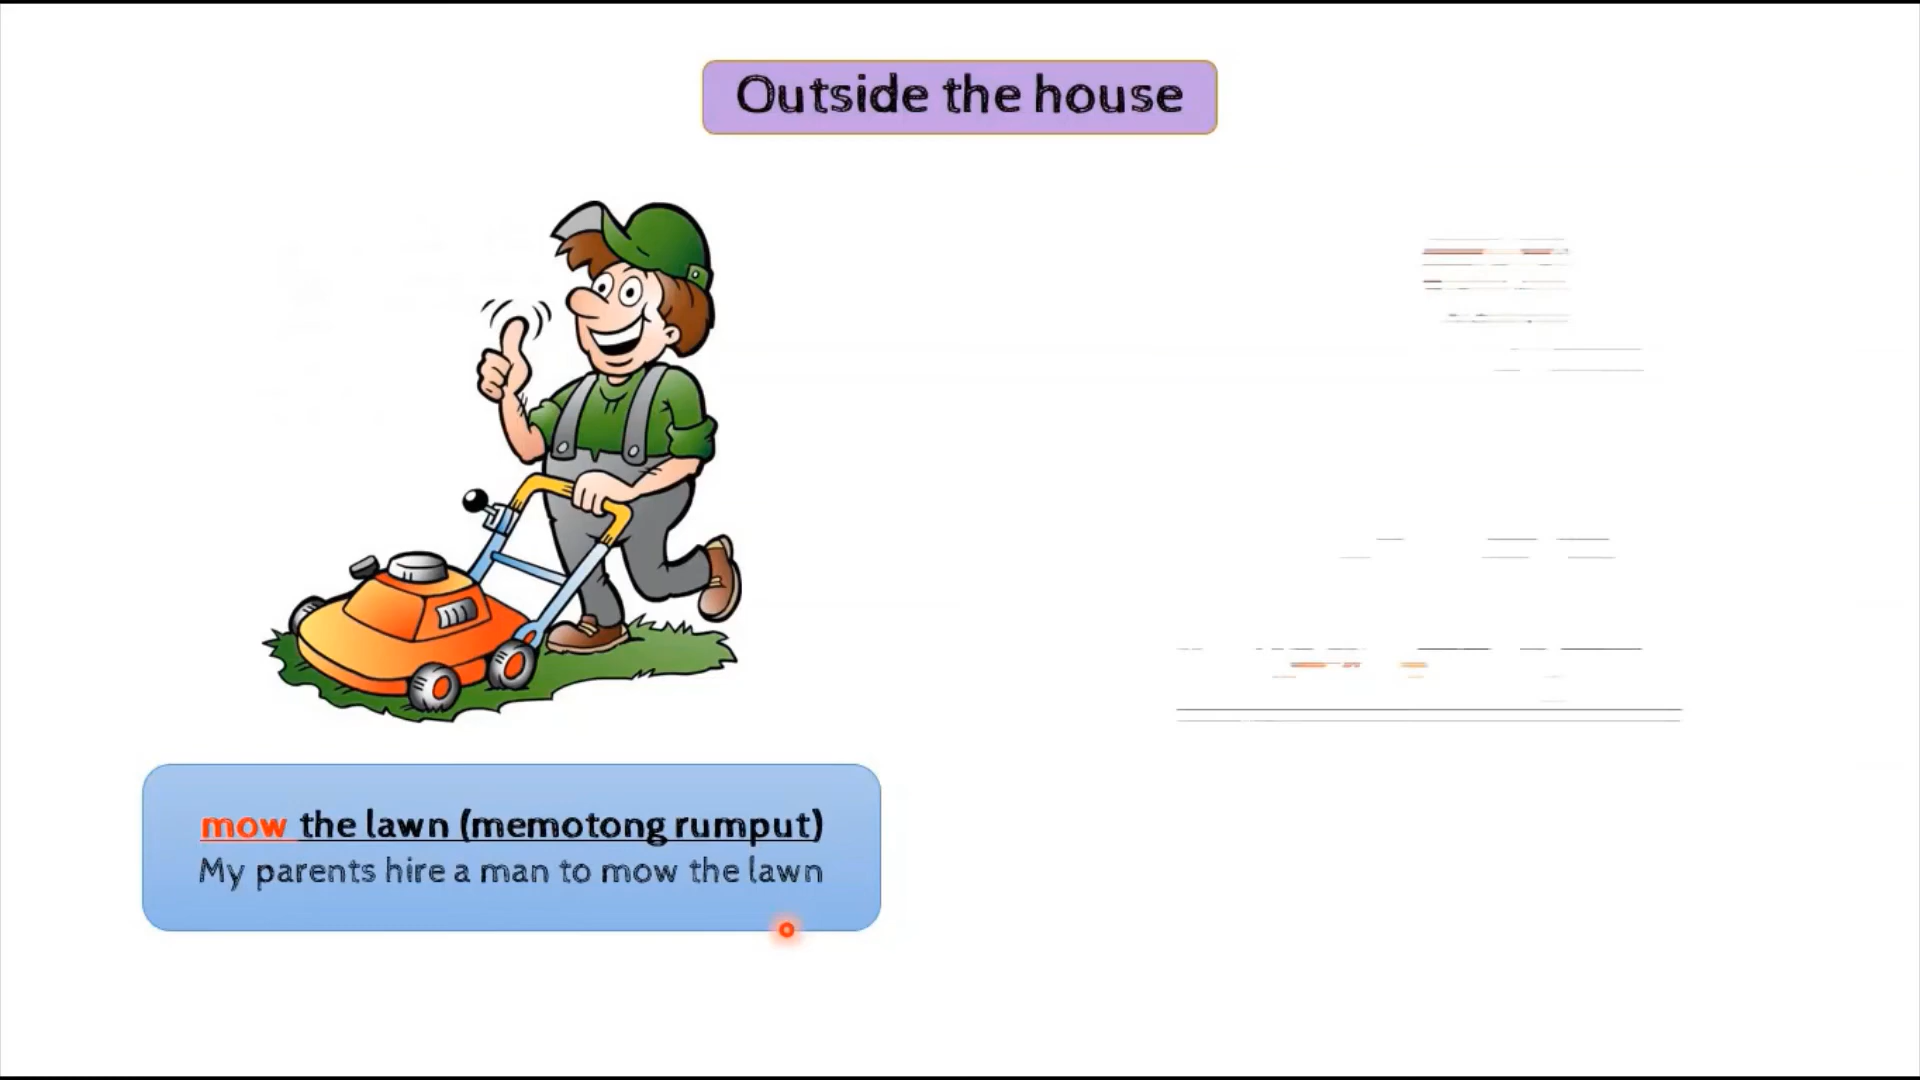 Outside the house
mow the lawn (memotong rumput)
My parents hire a man to mow the lawn